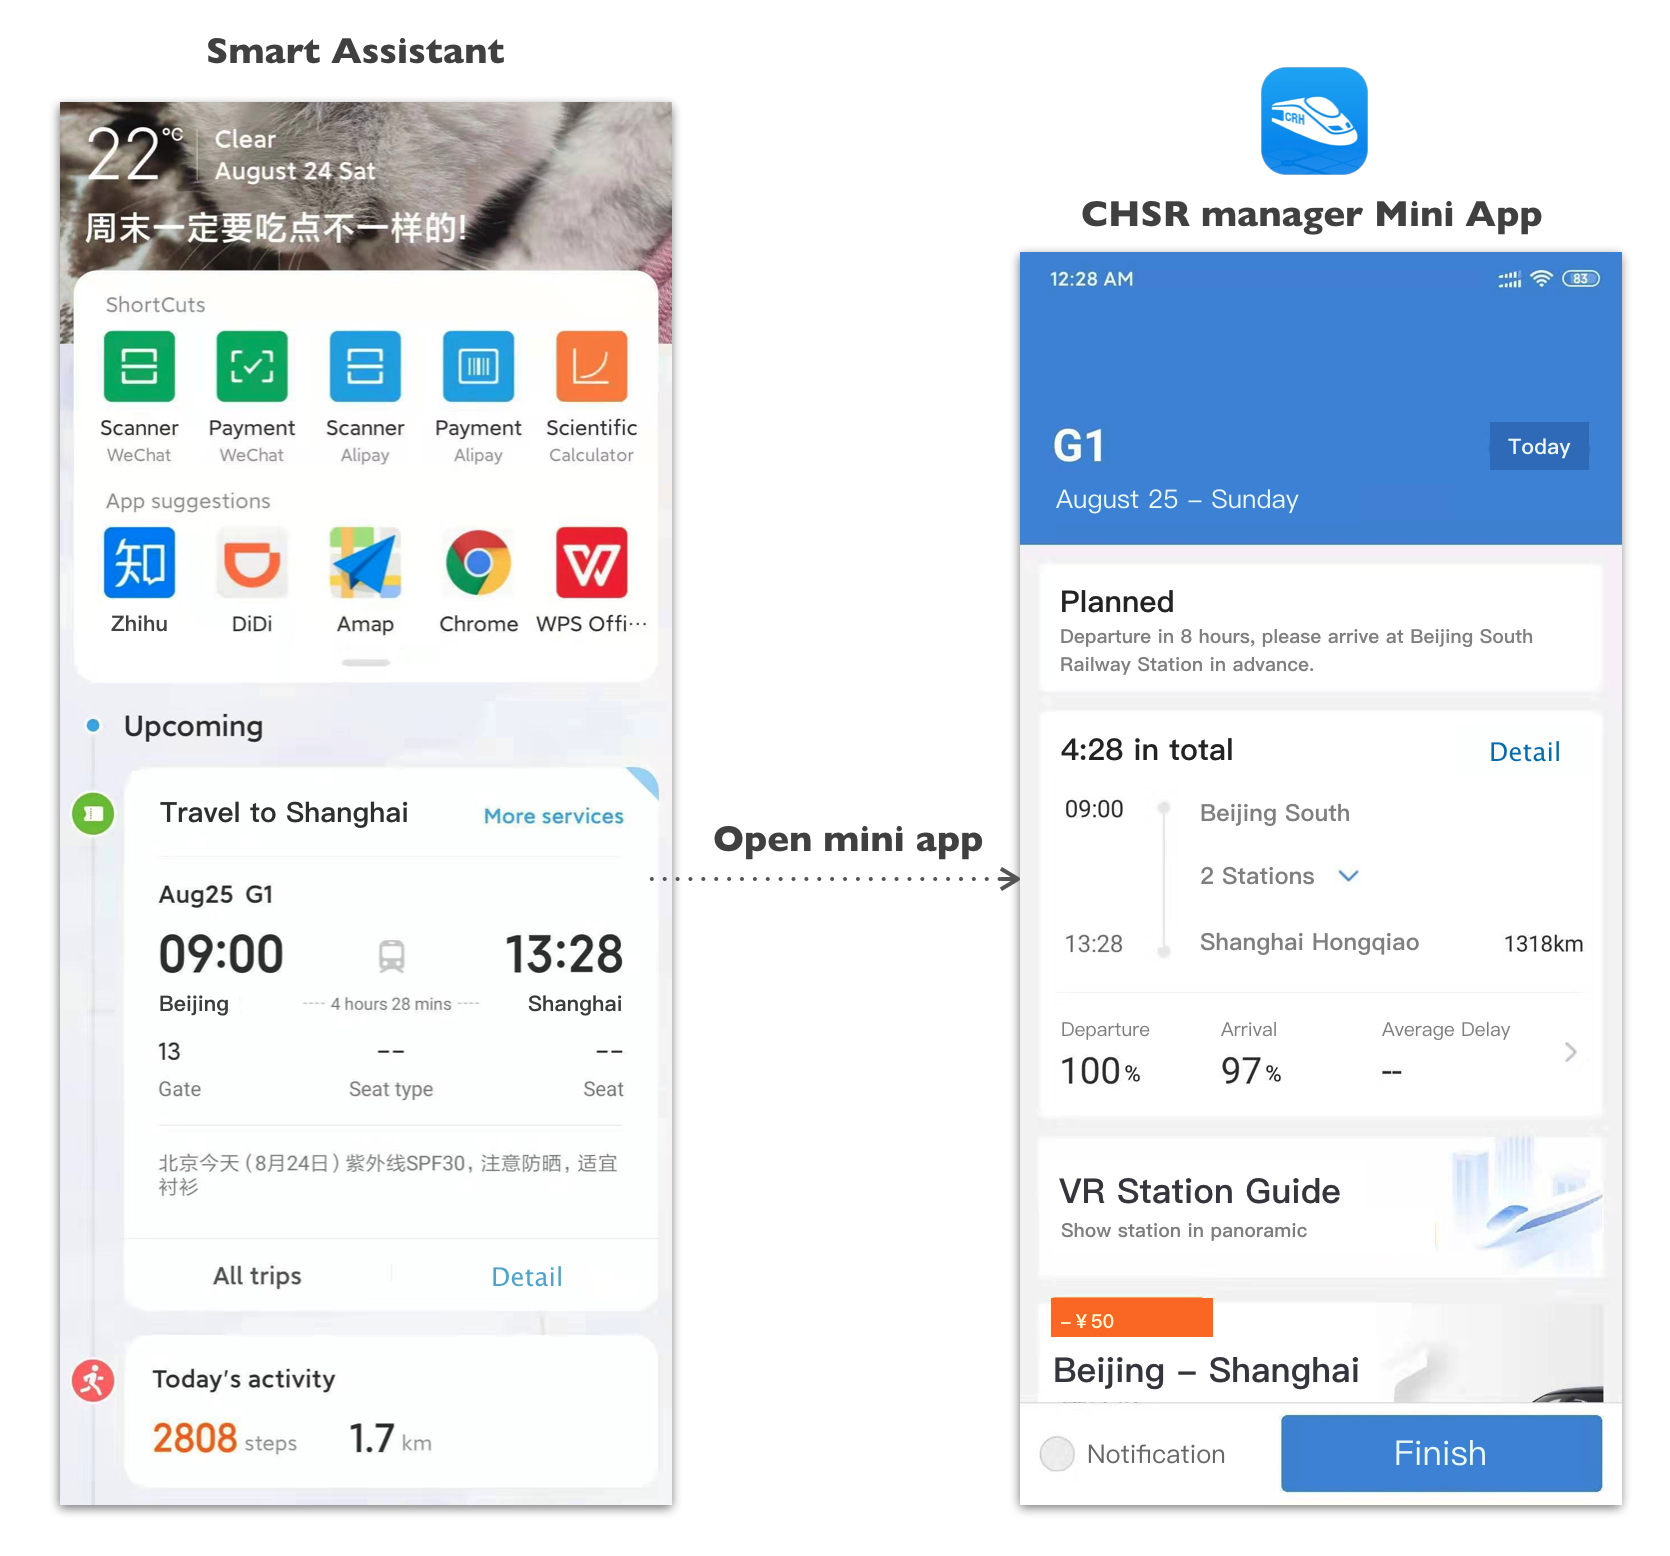 Smart Assistant
22°C
Clear
August 24 Sat
周末一定要吃点不一样的!
ShortCuts
Scanner Payment Scanner Payment Scientific
WeChat WeChat Alipay Alipay Calculator
App suggestions
知
Zhihu DiDi Amap Chrome WPS Offi···
Upcoming
Travel to Shanghai More services
Aug25 G1
09:00 13:28
Beijing ---- 4 hours 28 mins ---- Shanghai
13 -- --
Gate Seat type Seat
北京今天（8月24日）紫外线SPF30，注意防晒，适宜
衬衫
All trips Detail
Today's activity
2808 steps 1.7 km
Open mini app
CRH
CHSR manager Mini App
12:28 AM 83
G1 Today
August 25 – Sunday
Planned
Departure in 8 hours, please arrive at Beijing South
Railway Station in advance.
4:28 in total Detail
09:00 Beijing South
2 Stations
13:28 Shanghai Hongqiao 1318km
Departure Arrival Average Delay
100% 97% --
VR Station Guide
Show station in panoramic
–¥50
Beijing – Shanghai
Notification Finish